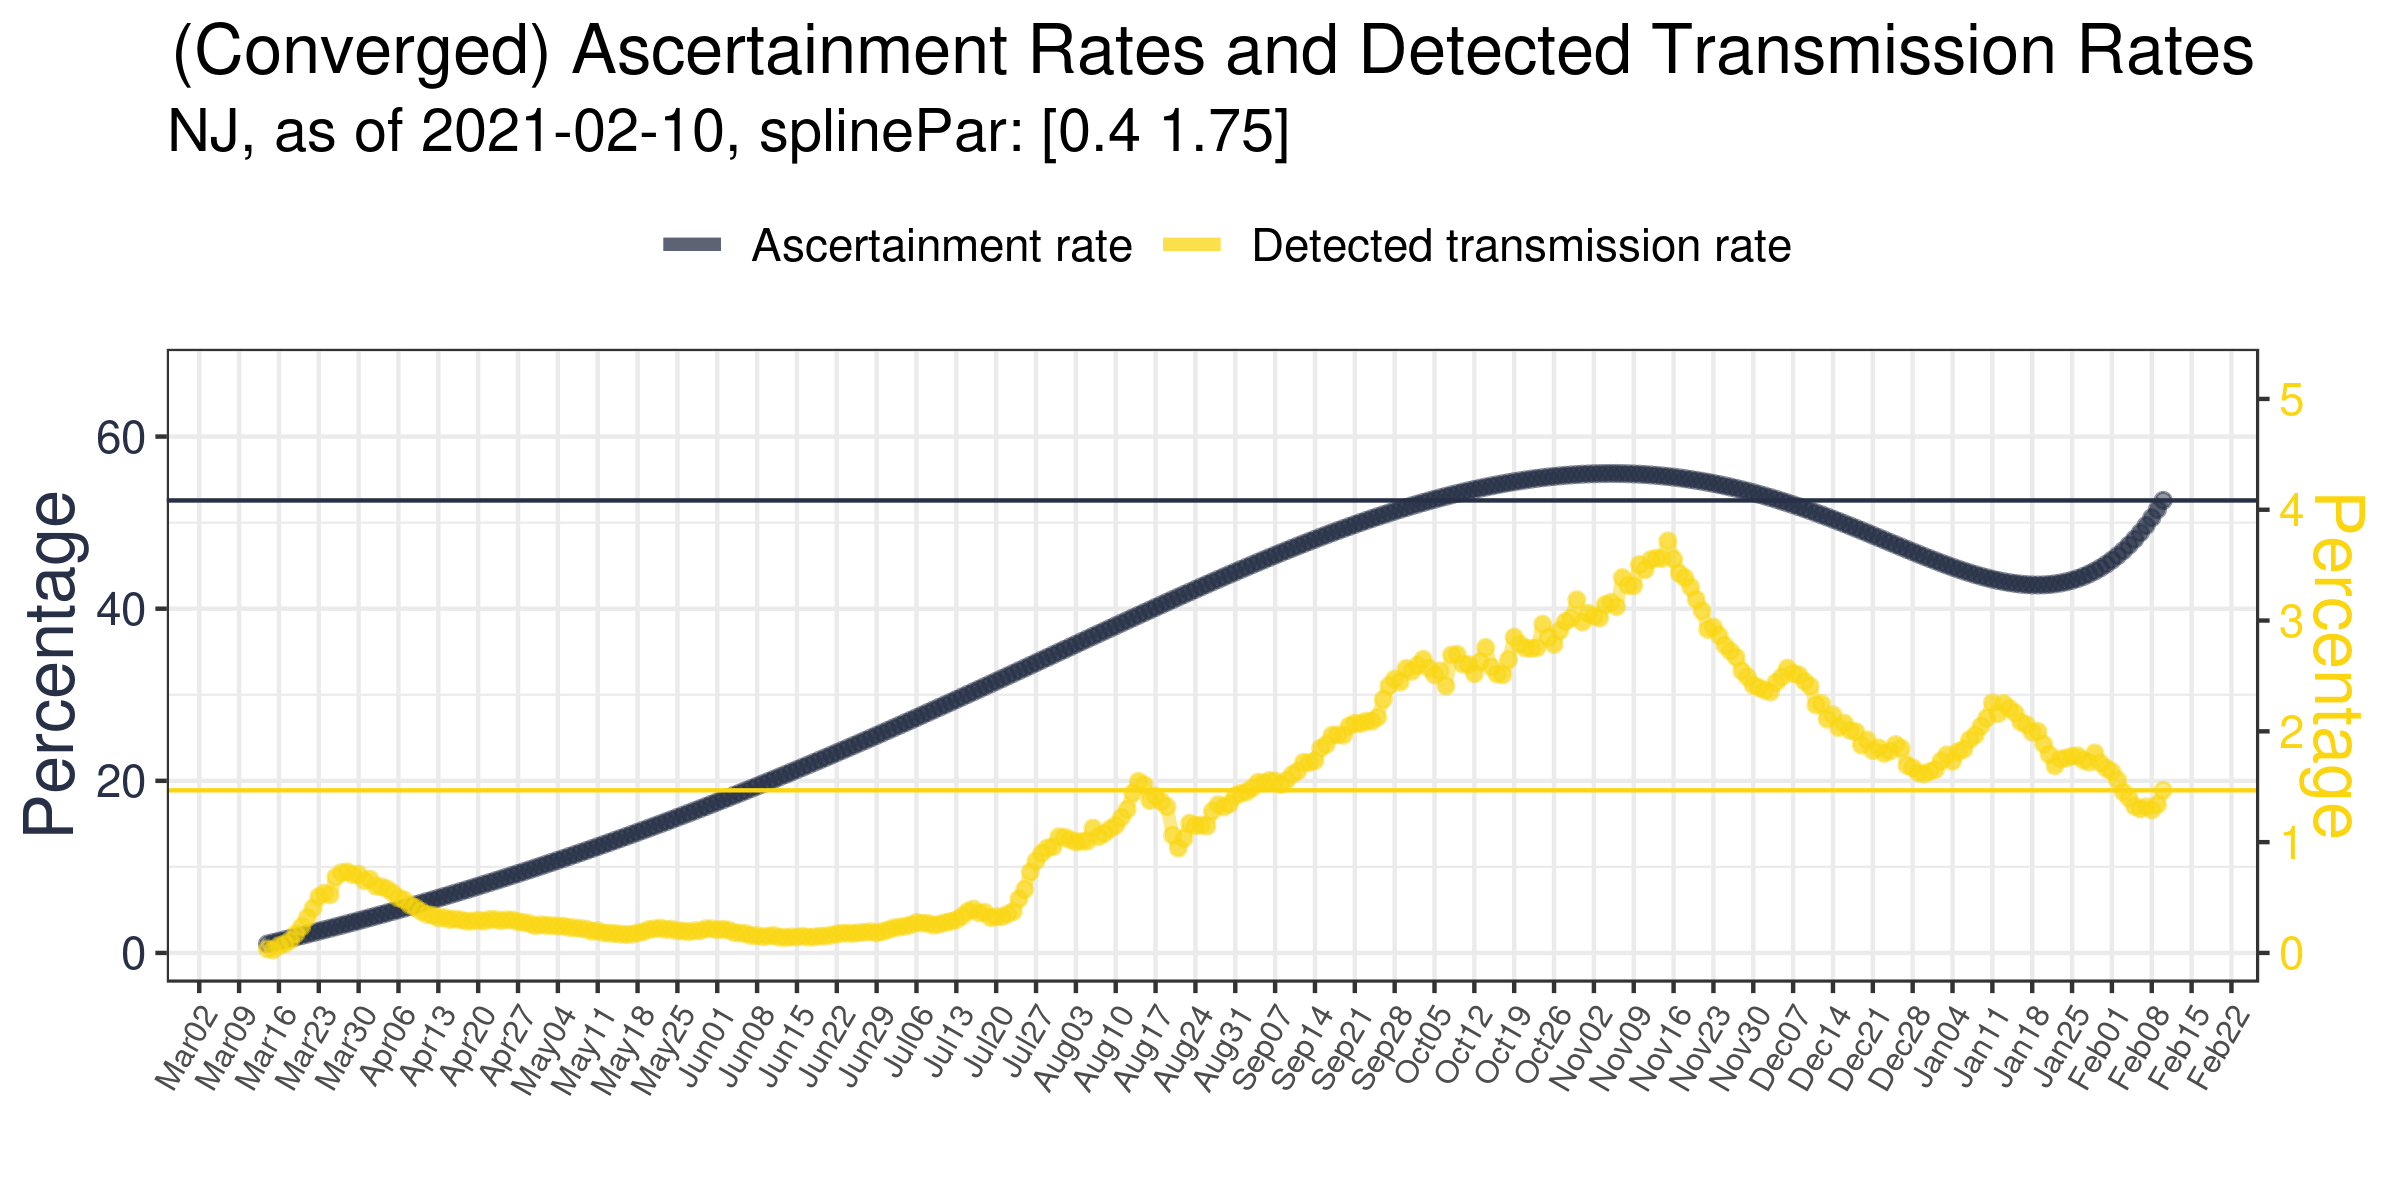 (Converged) Ascertainment Rates and Detected Transmission Rates
NJ, as of 2021-02-10, splinePar: [0.4 1.75]
Ascertainment rate
Detected transmission rate
Percentage
60
40
20
0
5
4
3
2
1
0
Percentage
Mar02
Mar09
Mar16
Mar23
Mar30
Apr06
Apr13
Apr20
Apr27
May04
May11
May18
May25
Jun01
Jun08
Jun15
Jun22
Jun29
Jul06
Jul13
Jul20
Jul27
Aug03
Aug10
Aug17
Aug24
Aug31
Sep07
Sep14
Sep21
Sep28
Oct05
Oct12
Oct19
Oct26
Nov02
Nov09
Nov16
Nov23
Nov30
Dec07
Dec14
Dec21
Dec28
Jan04
Jan11
Jan18
Jan25
Feb01
Feb08
Feb15
Feb22